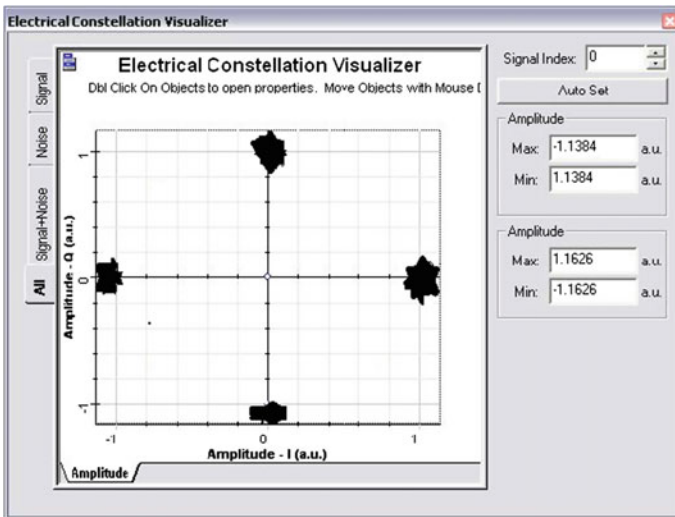 Electrical Constellation Visualizer
Electrical Constellation Visualizer
Dbl Click On Objects to open properties. Move Objects with Mouse D
Signal Index: 0
Auto Set
Amplitude
Max: -1.1384 a.u.
Min: 1.1384 a.u.
Amplitude
Max: 1.1626 a.u.
Min: -1.1626 a.u.
Signal
Noise
Signal+Noise
All
Amplitude - Q (a.u.)
1
0
-1
-1 0 1
Amplitude - I (a.u.)
Amplitude